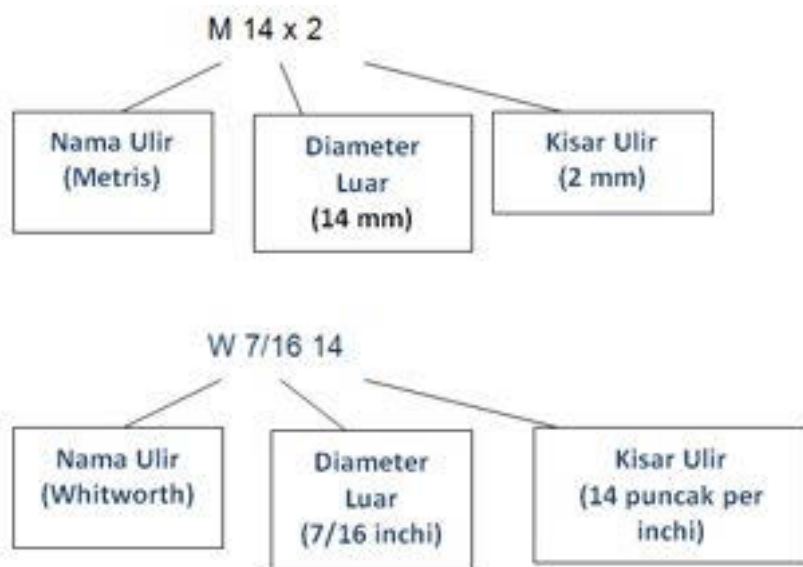 M 14 x 2
Nama Ulir
(Metris)
Diameter
Luar
(14 mm)
Kisar Ulir
(2 mm)
W 7/16 14
Nama Ulir
(Whitworth)
Diameter
Luar
(7/16 inchi)
Kisar Ulir
(14 puncak per
inchi)